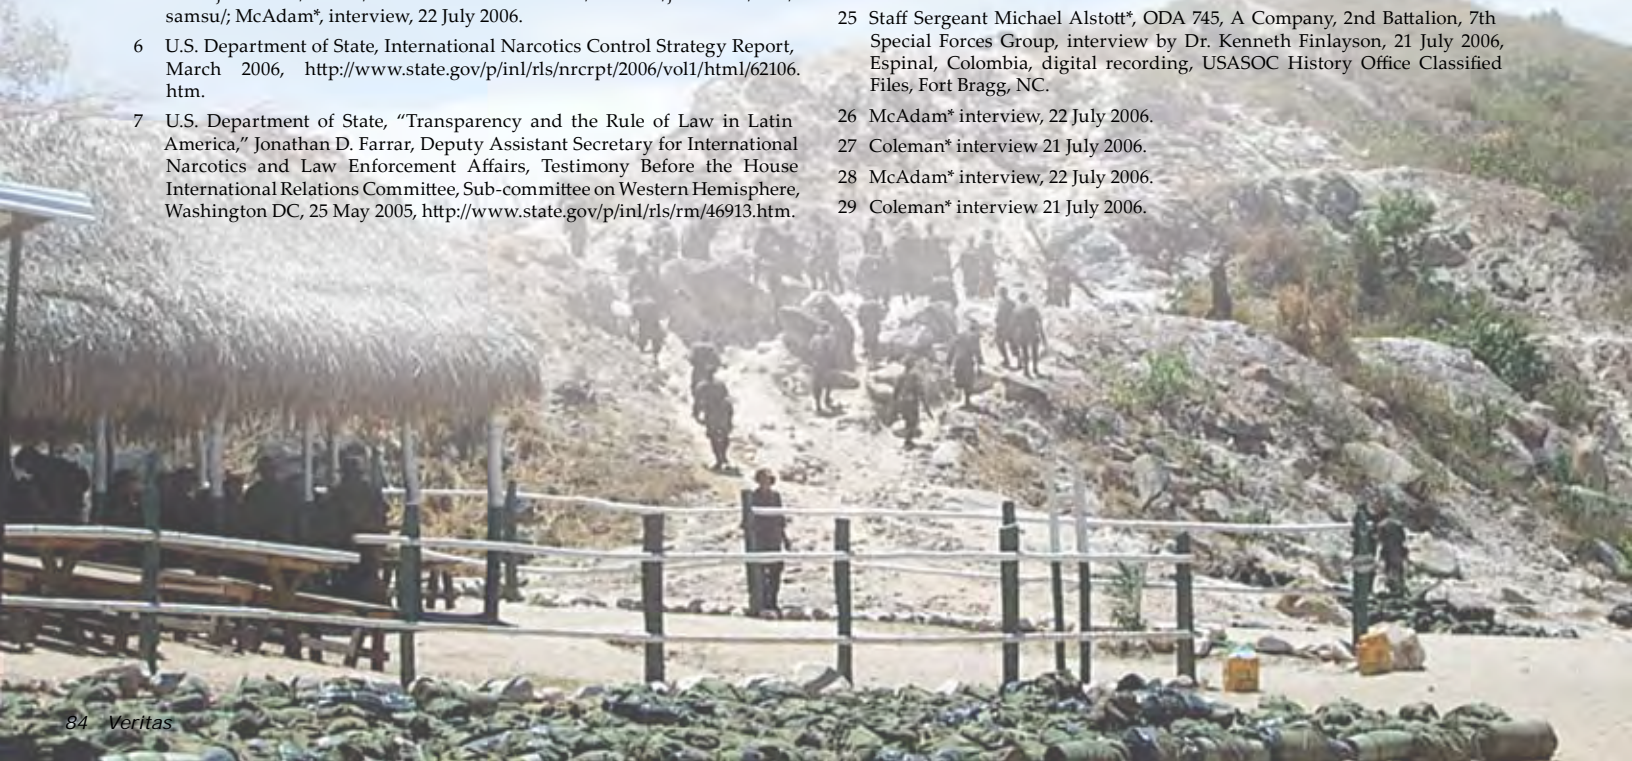 samsu/; McAdam*, interview, 22 July 2006.
6 U.S. Department of State, International Narcotics Control Strategy Report,
March 2006, http://www.state.gov/p/inl/rls/nrcrpt/2006/vol1/html/62106.
htm.
7 U.S. Department of State, “Transparency and the Rule of Law in Latin
America,” Jonathan D. Farrar, Deputy Assistant Secretary for International
Narcotics and Law Enforcement Affairs, Testimony Before the House
International Relations Committee, Sub-committee on Western Hemisphere,
Washington DC, 25 May 2005, http://www.state.gov/p/inl/rls/rm/46913.htm.
25 Staff Sergeant Michael Alstott*, ODA 745, A Company, 2nd Battalion, 7th
Special Forces Group, interview by Dr. Kenneth Finlayson, 21 July 2006,
Espinal, Colombia, digital recording, USASOC History Office Classified
Files, Fort Bragg, NC.
26 McAdam* interview, 22 July 2006.
27 Coleman* interview 21 July 2006.
28 McAdam* interview, 22 July 2006.
29 Coleman* interview 21 July 2006.
84 Veritas